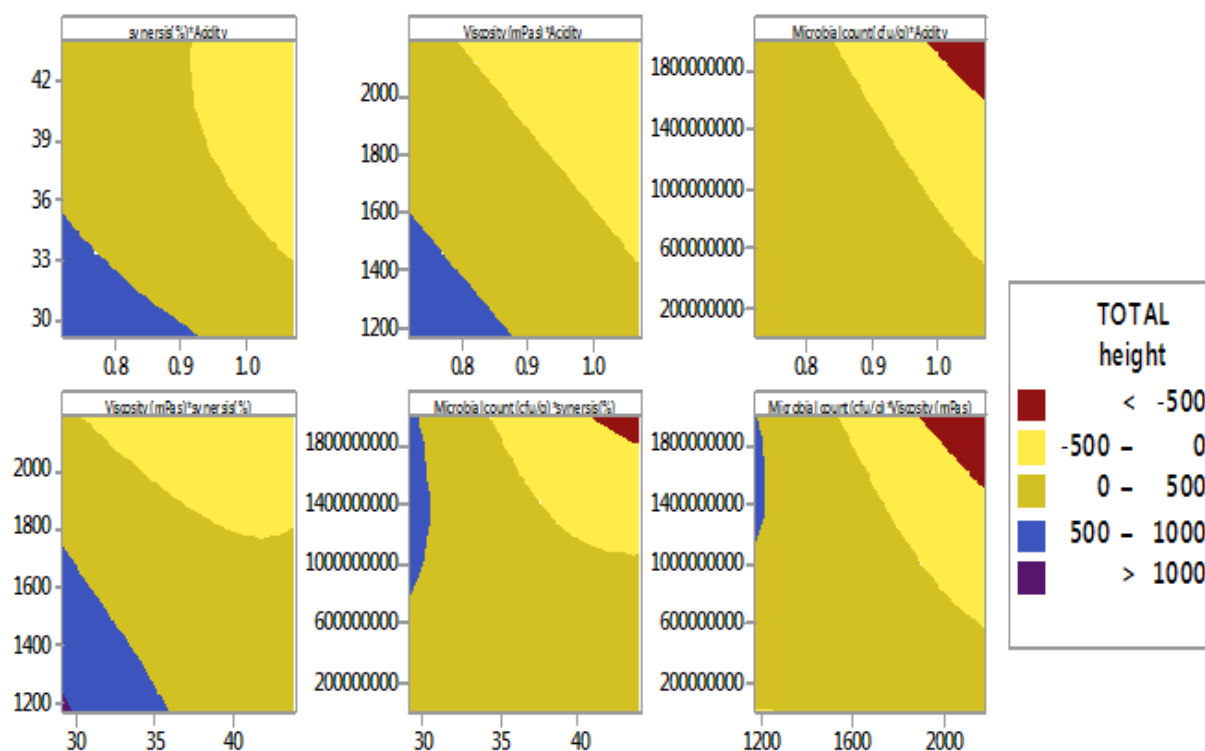 synersis(%)*Acidity
Viscosity (mPas)*Acidity
Microbial count(cfu/g)*Acidity
42
39
36
33
30
0.8 0.9 1.0
2000
1800
1600
1400
1200
0.8 1.0
1800000000
1400000000
1000000000
600000000
200000000
0.8 0.9 1.0
Viscosity (mPas)*synersis(%)
Microbial count(cfu/g)*synersis(%)
Microbial count(cfu/g)*Viscosity (mPas)
2000
1800
1600
1400
1200
30 35 40
1800000000
1400000000
1000000000
600000000
200000000
30 35 40
1800000000
1400000000
1000000000
600000000
200000000
1200 1600 2000
TOTAL
height
< -500
-500 – 0
0 – 500
500 – 1000
> 1000